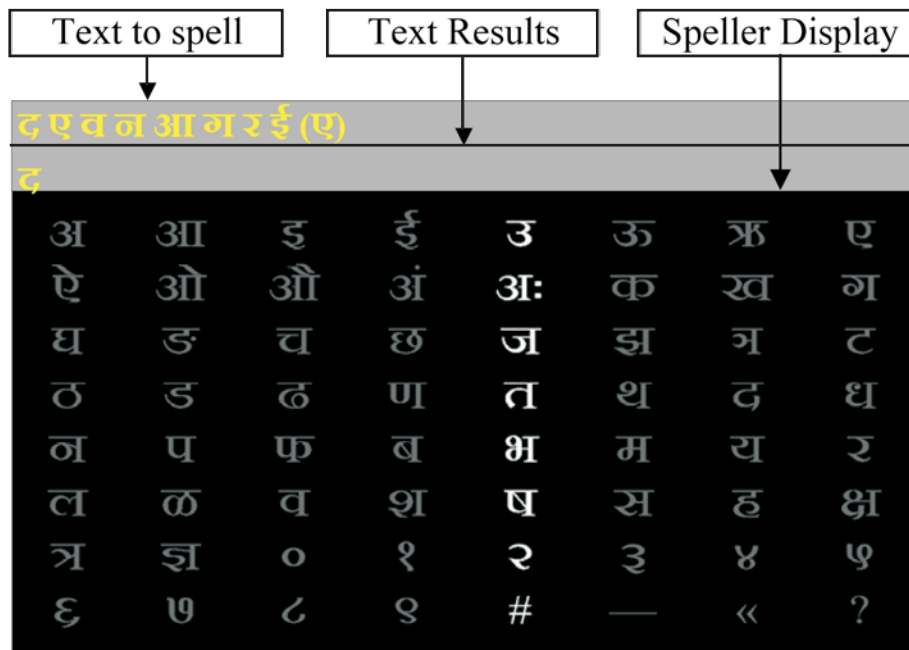 Text to spell Text Results Speller Display
द ए व न आ ग र ई (ए)
द
अ आ इ ई उ ऊ ऋ ए
ऐ ओ औ अं अः क ख ग
घ ङ च छ ज झ ञ ट
ठ ड ढ ण त थ द ध
न प फ ब भ म य र
ल ळ व श ष स ह क्ष
त्र ज्ञ ० १ २ ३ ४ ५
६ ७ ८ ९ # — « ?